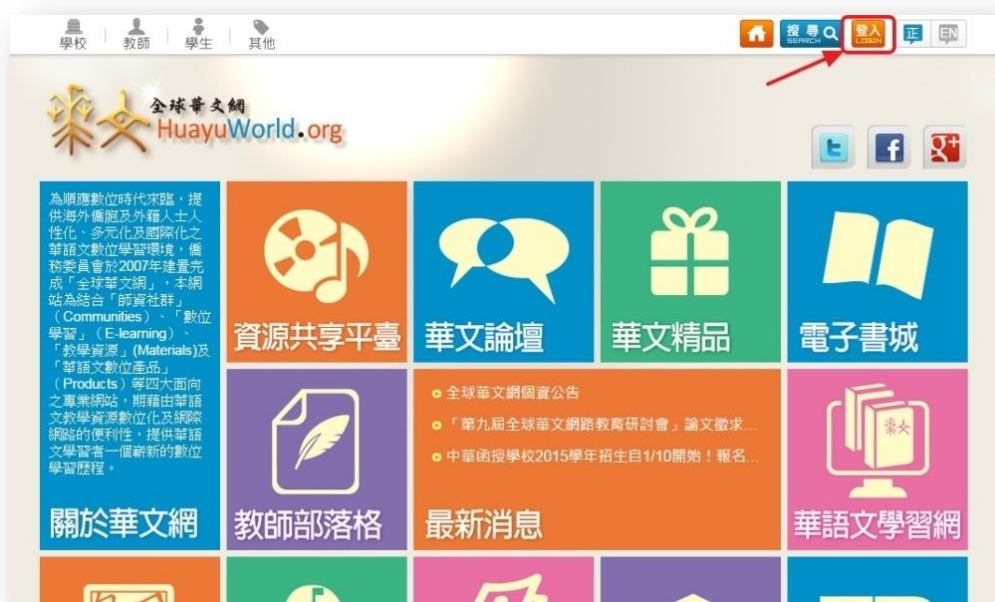 學校
教師
學生
其他
搜尋
SEARCH
登入
LOGIN
正
EN
全球華文網
HuayuWorld.org
為順應數位時代來臨，提
供海外僑胞及外籍人士人
性化、多元化及國際化之
華語文數位學習環境，僑
務委員會於2007年建置完
成「全球華文網」，本網
站為結合「師資社群」
（Communities）、「數位
學習」（E-learning）、
「教學資源」(Materials)及
「華語文數位產品」
（Products）等四大面向
之專業網站，期藉由華語
文教學資源數位化及網際
網路的便利性，提供華語
文學習者一個嶄新的數位
學習歷程。
關於華文網
資源共享平臺
華文論壇
華文精品
電子書城
教師部落格
全球華文網個資公告
「第九屆全球華文網路教育研討會」論文徵求...
中華函授學校2015學年招生自1/10開始！報名...
最新消息
華文
華語文學習網